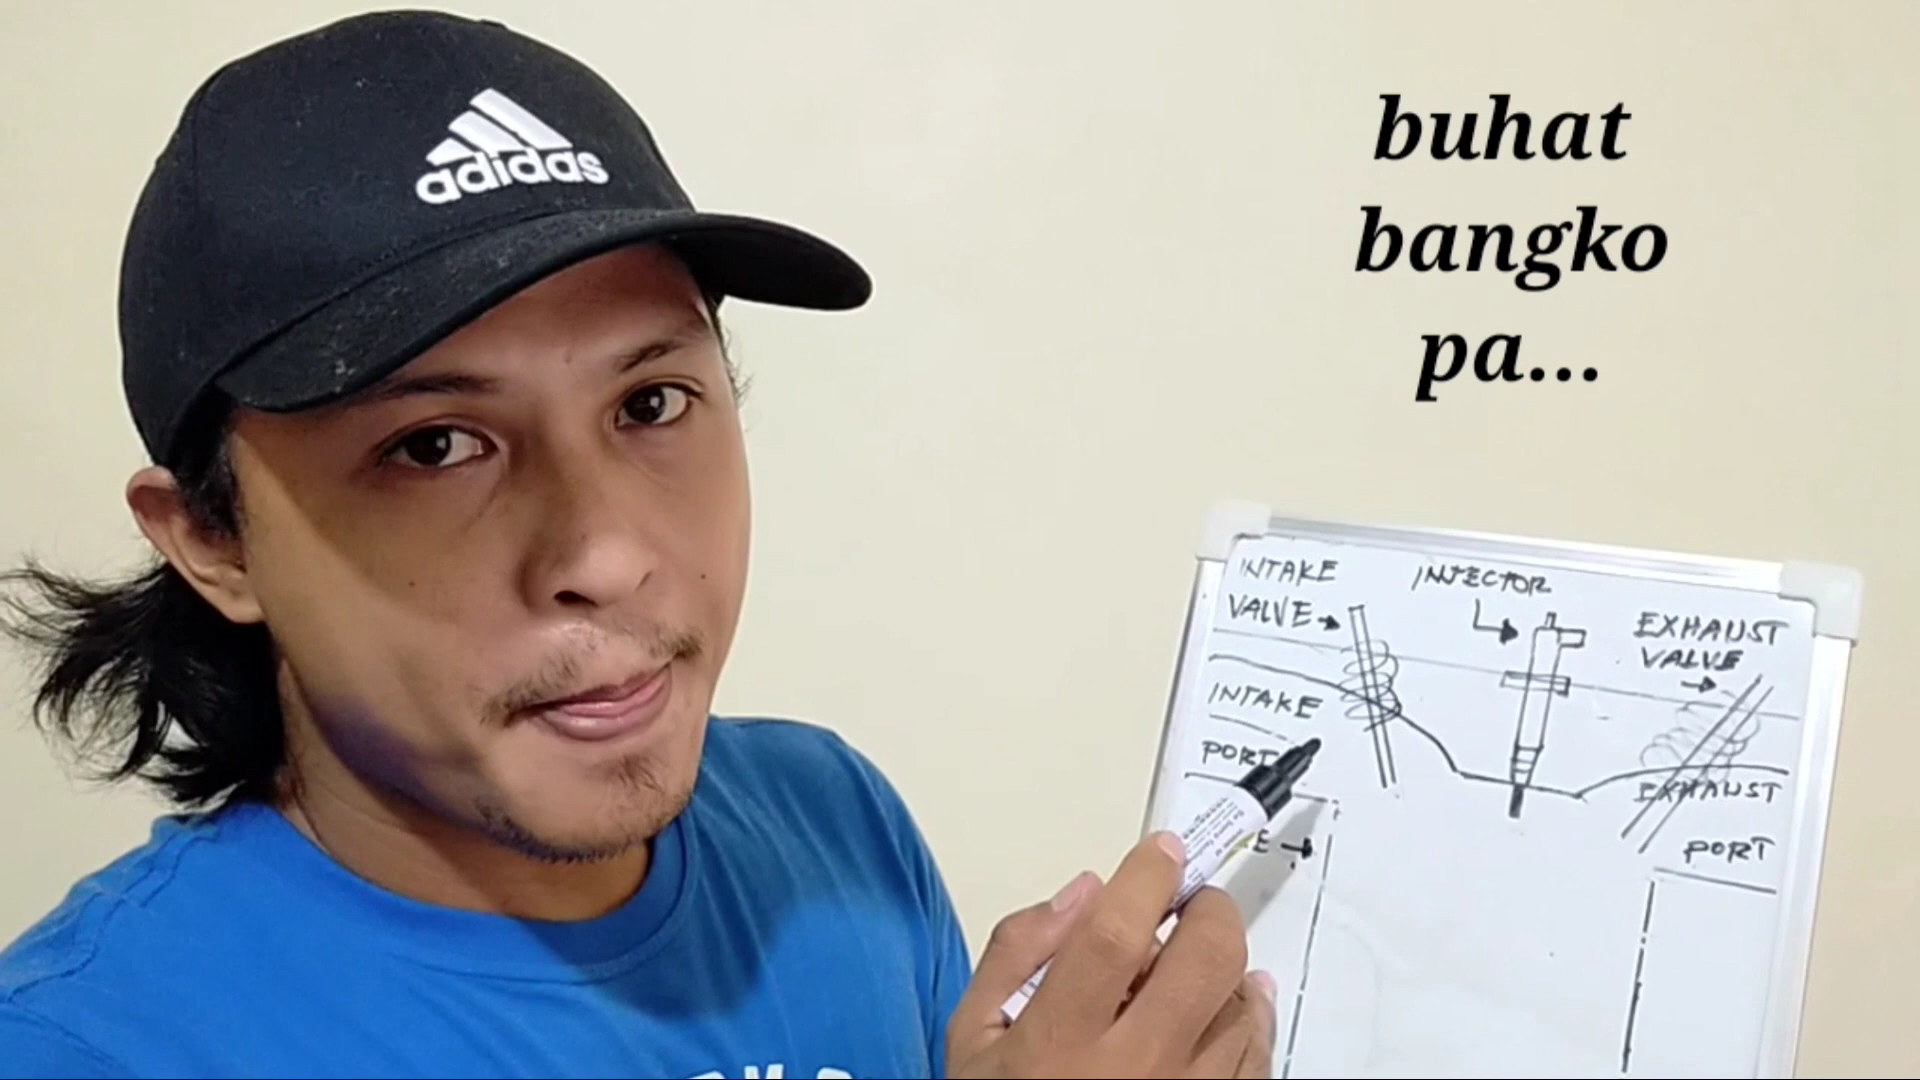 adidas
buhat
bangko
pa...
INTAKE
VALVE
INJECTOR
EXHAUST
VALVE
INTAKE
PORT
EXHAUST
PORT